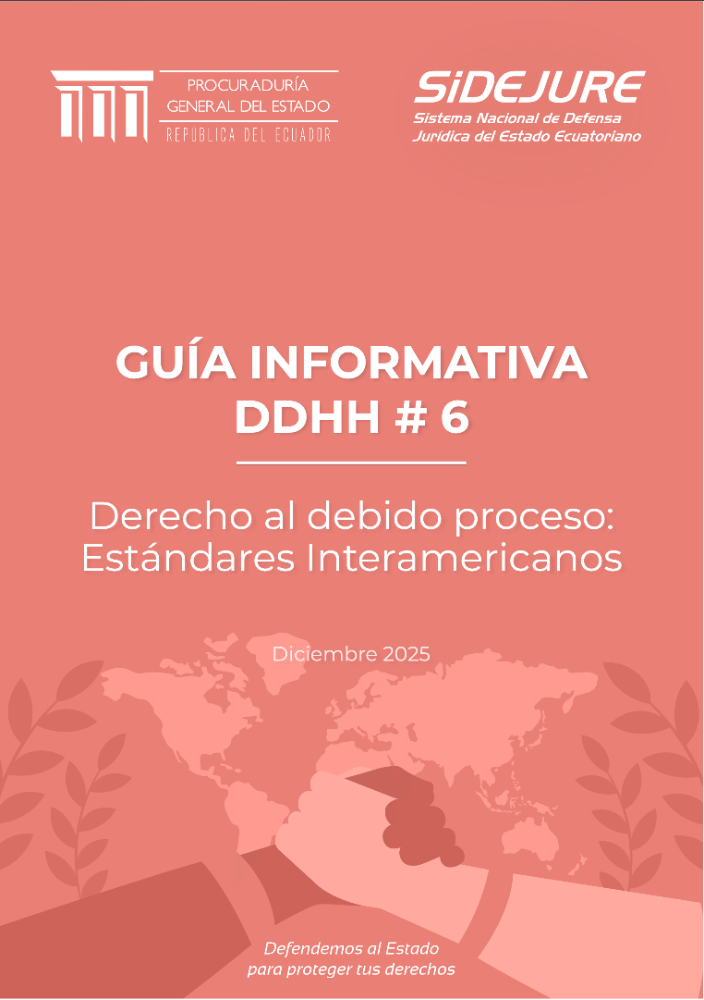 PROCURADURÍA
GENERAL DEL ESTADO
REPÚBLICA DEL ECUADOR
SiDEJURE
Sistema Nacional de Defensa
Jurídica del Estado Ecuatoriano
GUÍA INFORMATIVA
DDHH # 6
Derecho al debido proceso:
Estándares Interamericanos
Diciembre 2025
Defendemos al Estado
para proteger tus derechos